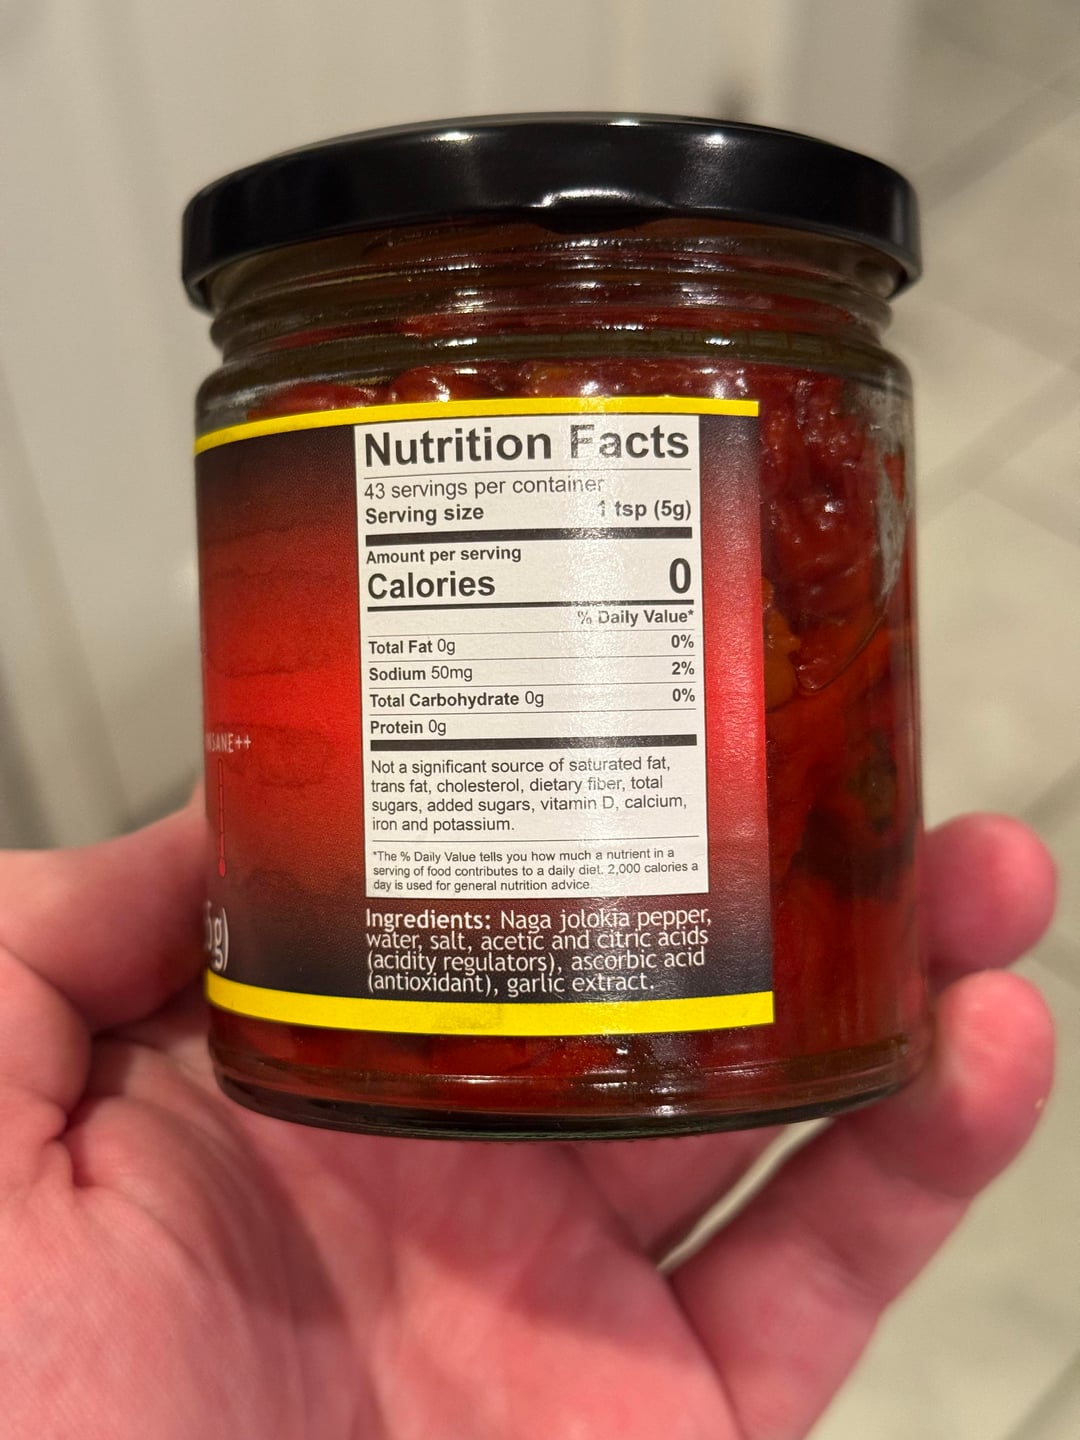 Nutrition Facts
43 servings per container
Serving size 1 tsp (5g)
Amount per serving
Calories 0
% Daily Value*
Total Fat 0g 0%
Sodium 50mg 2%
Total Carbohydrate 0g 0%
Protein 0g
Not a significant source of saturated fat,
trans fat, cholesterol, dietary fiber, total
sugars, added sugars, vitamin D, calcium,
iron and potassium.
*The % Daily Value tells you how much a nutrient in a
serving of food contributes to a daily diet. 2,000 calories a
day is used for general nutrition advice.
Ingredients: Naga jolokia pepper,
water, salt, acetic and citric acids
(acidity regulators), ascorbic acid
(antioxidant), garlic extract.